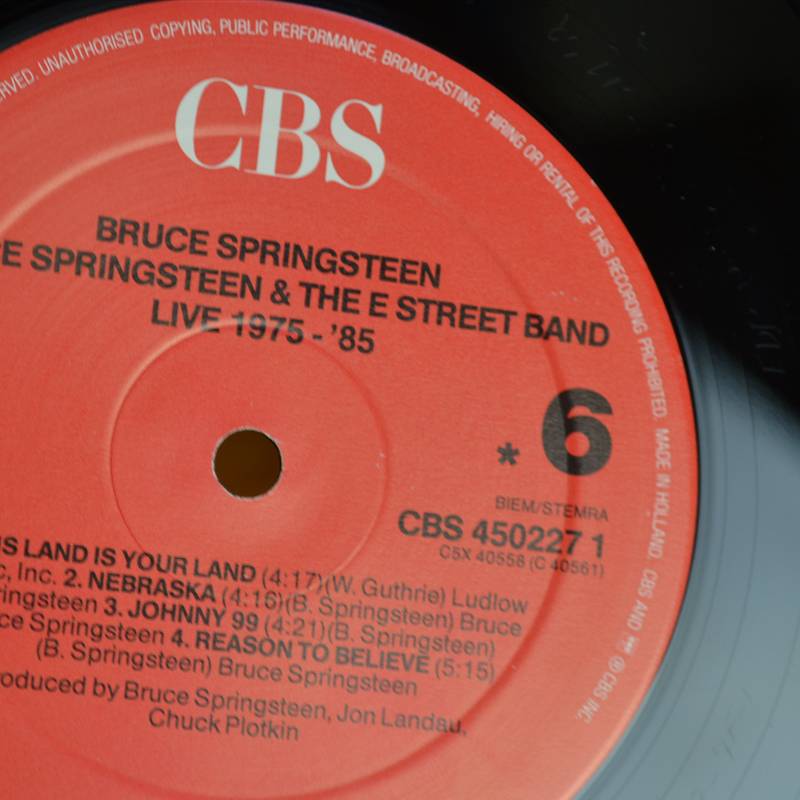 RVED. UNAUTHORISED COPYING, PUBLIC PERFORMANCE, BROADCASTING, HIRING OR RENTAL OF THIS RECORDING PROHIBITED. MADE IN HOLLAND. CBS AND ℗ CBS INC.
CBS
BRUCE SPRINGSTEEN
E SPRINGSTEEN & THE E STREET BAND
LIVE 1975 - '85
* 6
BIEM/STEMRA
CBS 450227 1
C5X 40558 (C 40561)
S LAND IS YOUR LAND (4:17)(W. Guthrie) Ludlow
c, Inc. 2. NEBRASKA (4:16)(B. Springsteen) Bruce
ringsteen 3. JOHNNY 99 (4:21)(B. Springsteen)
ce Springsteen 4. REASON TO BELIEVE (5:15)
(B. Springsteen) Bruce Springsteen
oduced by Bruce Springsteen, Jon Landau,
Chuck Plotkin